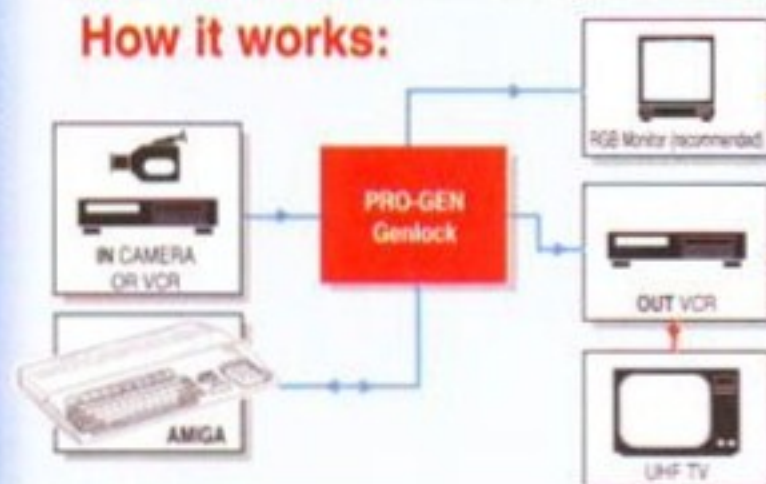 How it works:
RGB Monitor (recommended)
PRO-GEN
Genlock
IN CAMERA
OR VCR
OUT VCR
AMIGA
UHF TV